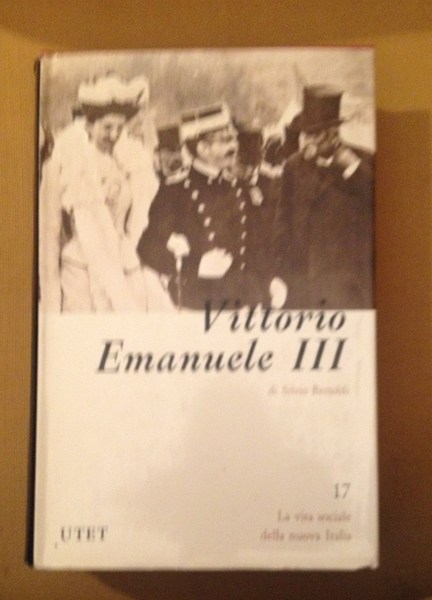 Vittorio
Emanuele III
di Silvio Bertoldi
17
La vita sociale
della nuova Italia
UTET